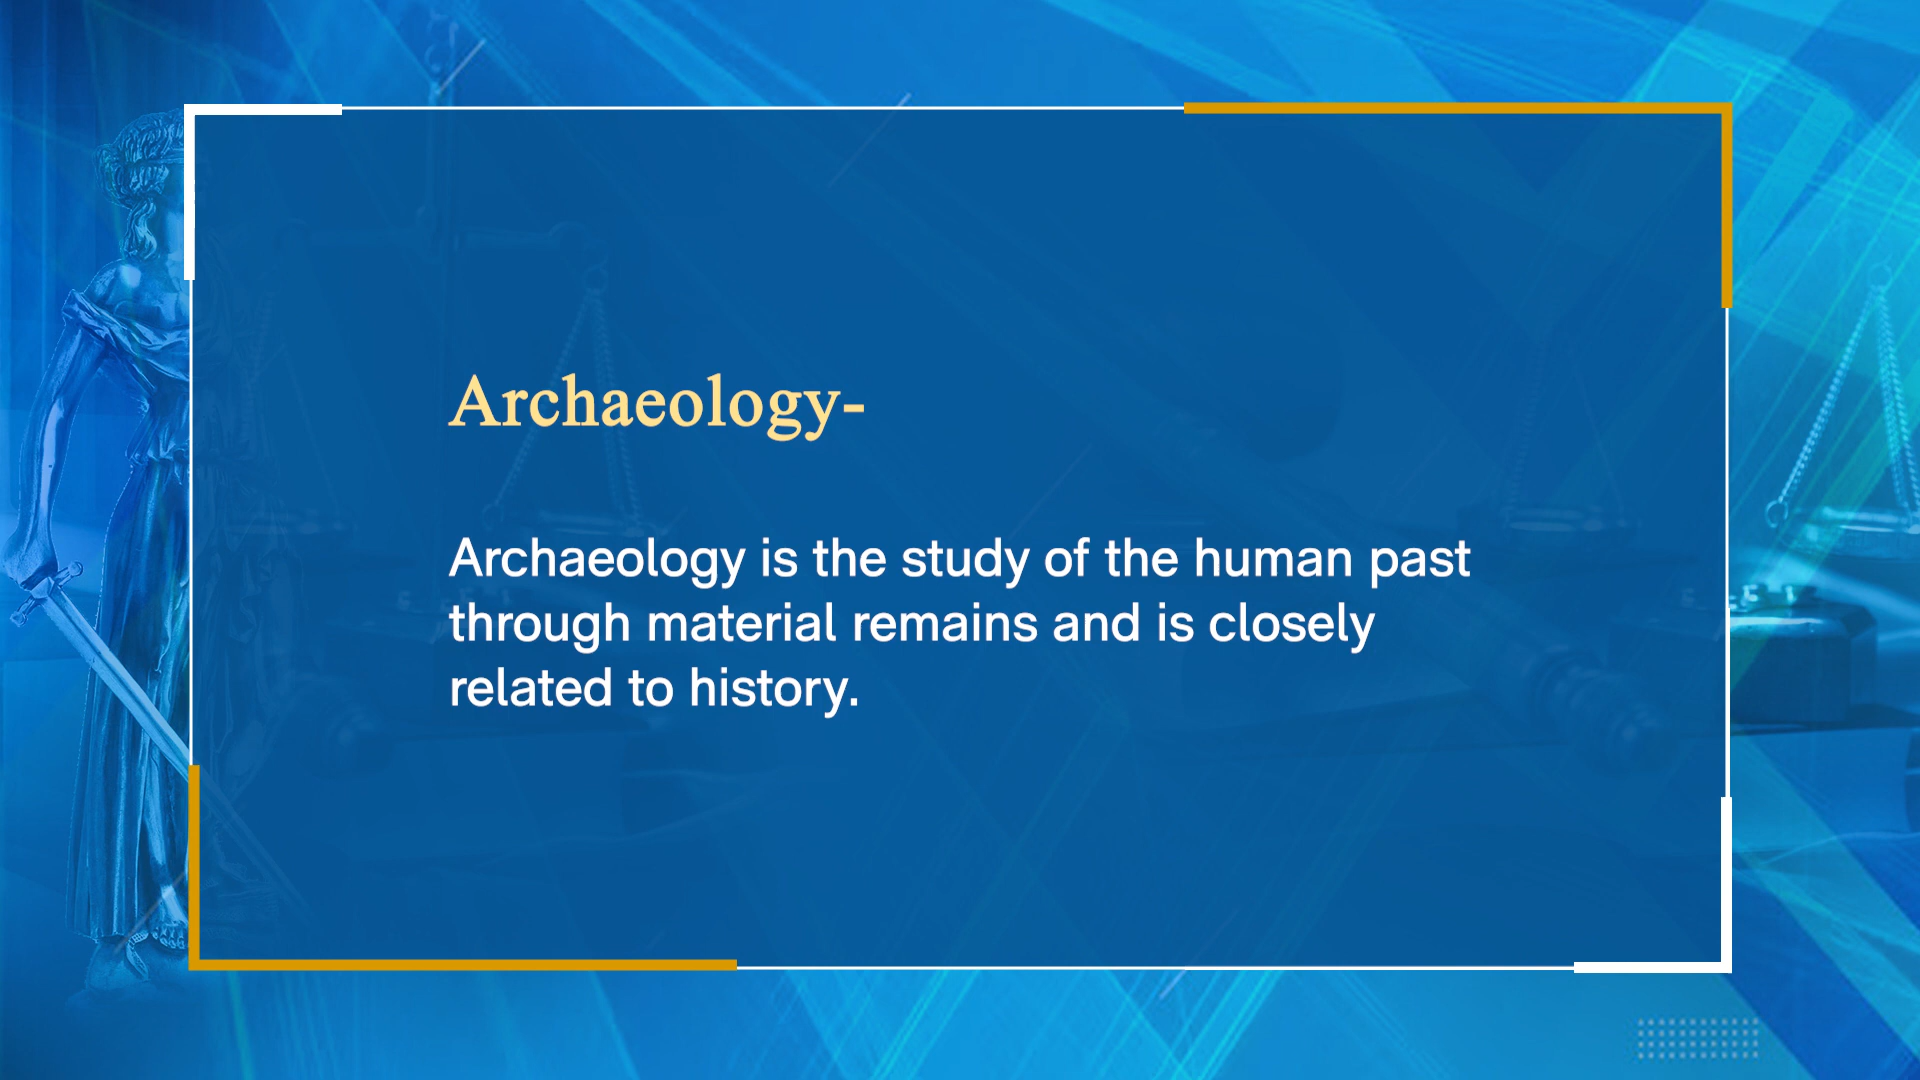 Archaeology-
Archaeology is the study of the human past
through material remains and is closely
related to history.